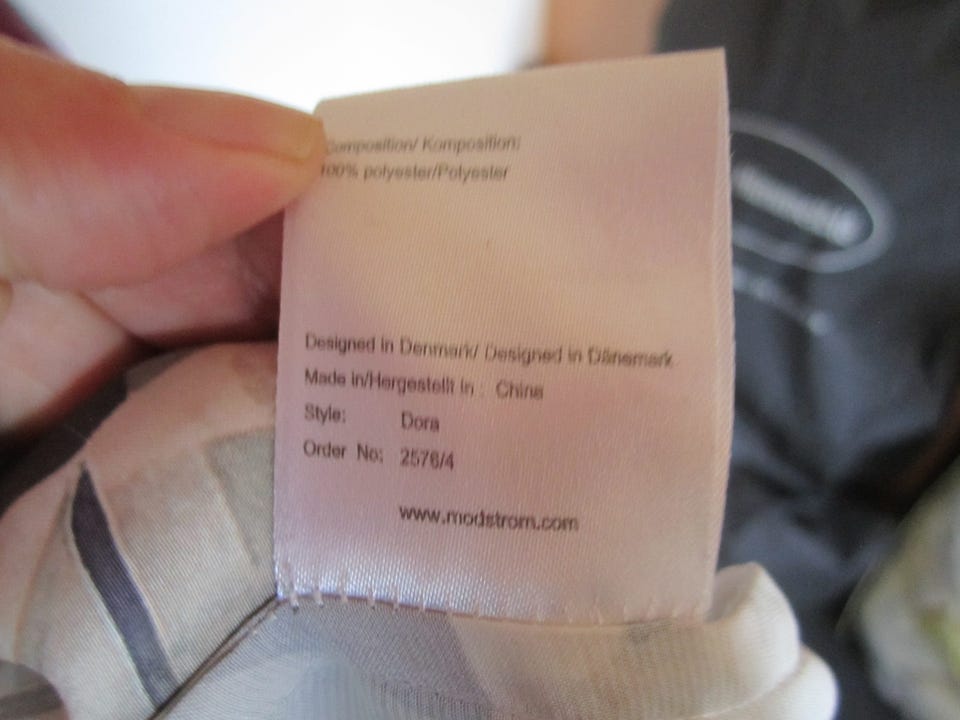 Composition/ Komposition:
100% polyester/Polyester
Designed in Denmark/ Designed in Dänemark
Made in/Hergestellt in : China
Style: Dora
Order No: 2576/4
www.modstrom.com